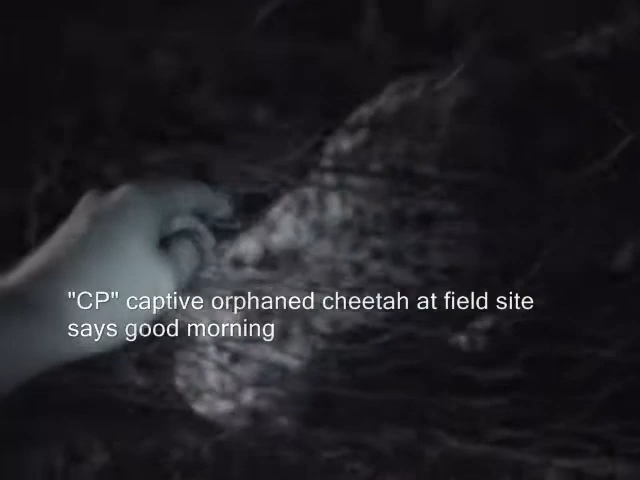 "CP" captive orphaned cheetah at field site
says good morning